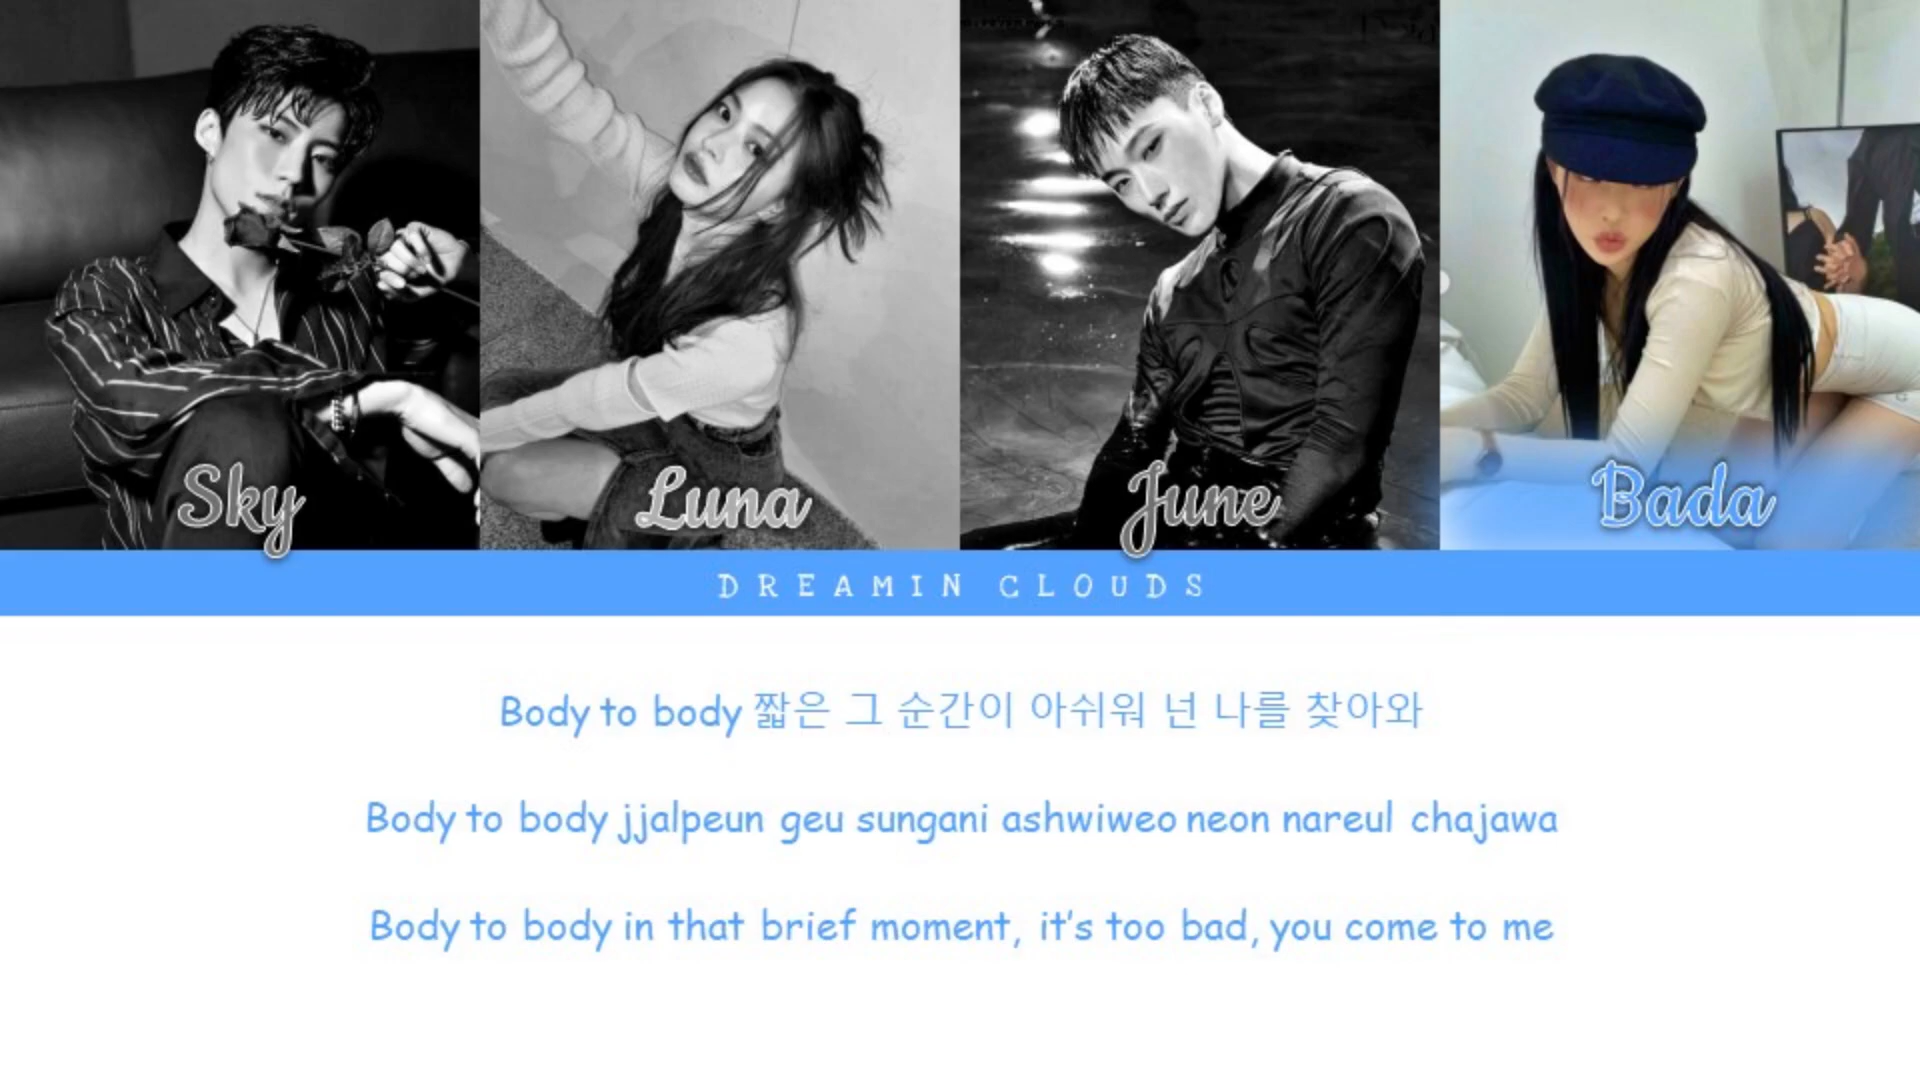 Sky
Luna
June
Bada
DREAMIN CLOUDS
Body to body 짧은 그 순간이 아쉬워 넌 나를 찾아와
Body to body jjalpeun geu sungani ashwiweo neon nareul chajawa
Body to body in that brief moment, it's too bad, you come to me